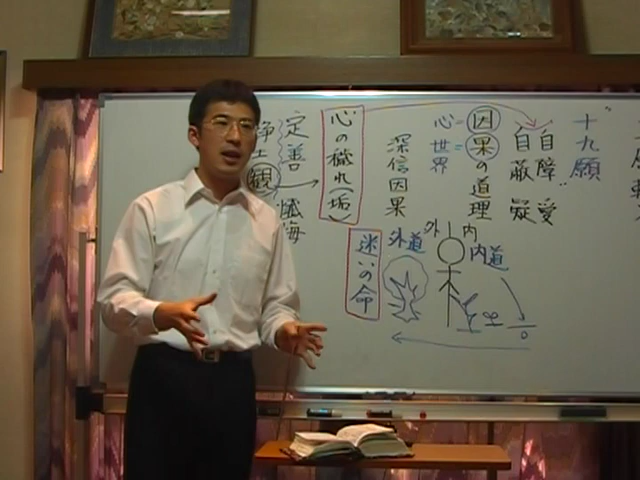 十九願
自障 愛
自蔽 疑
因果の道理
心=
世界=
深信因果
心の穢れ(垢)
定善
土観
外 内
内道
外道
迷いの命